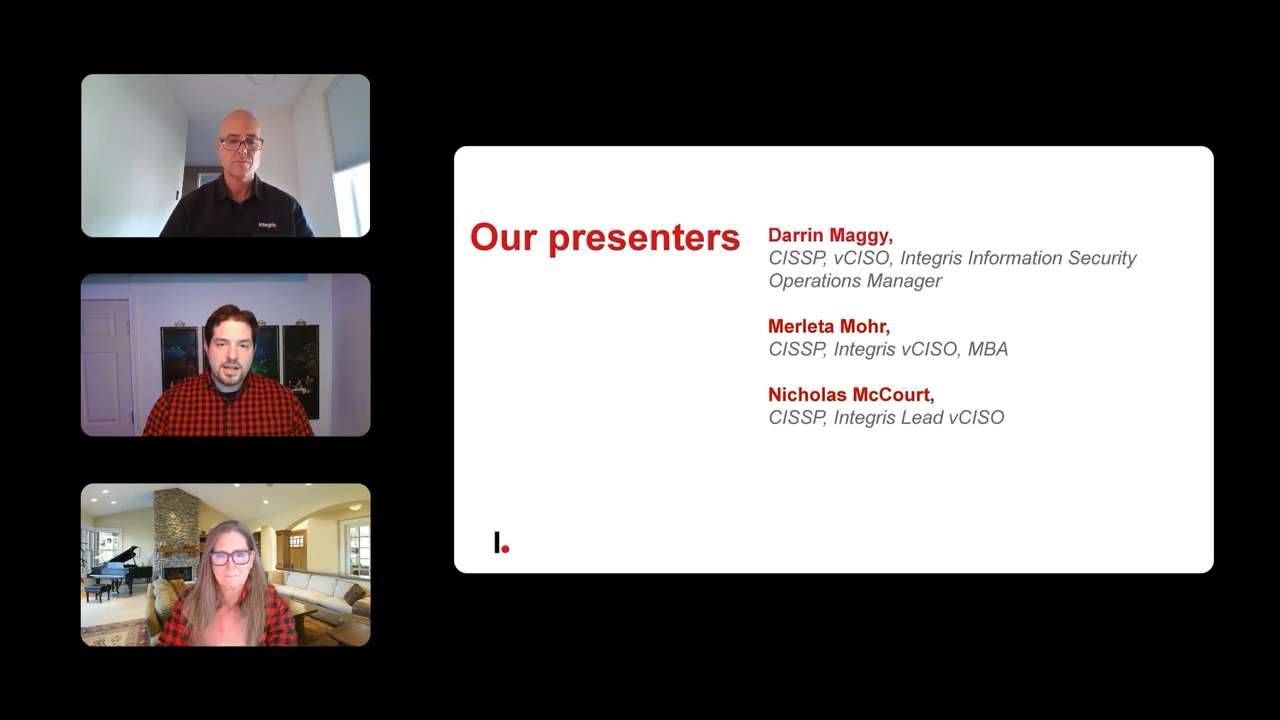 Integris.
Our presenters
Darrin Maggy,
CISSP, vCISO, Integris Information Security
Operations Manager
Merleta Mohr,
CISSP, Integris vCISO, MBA
Nicholas McCourt,
CISSP, Integris Lead vCISO
I.